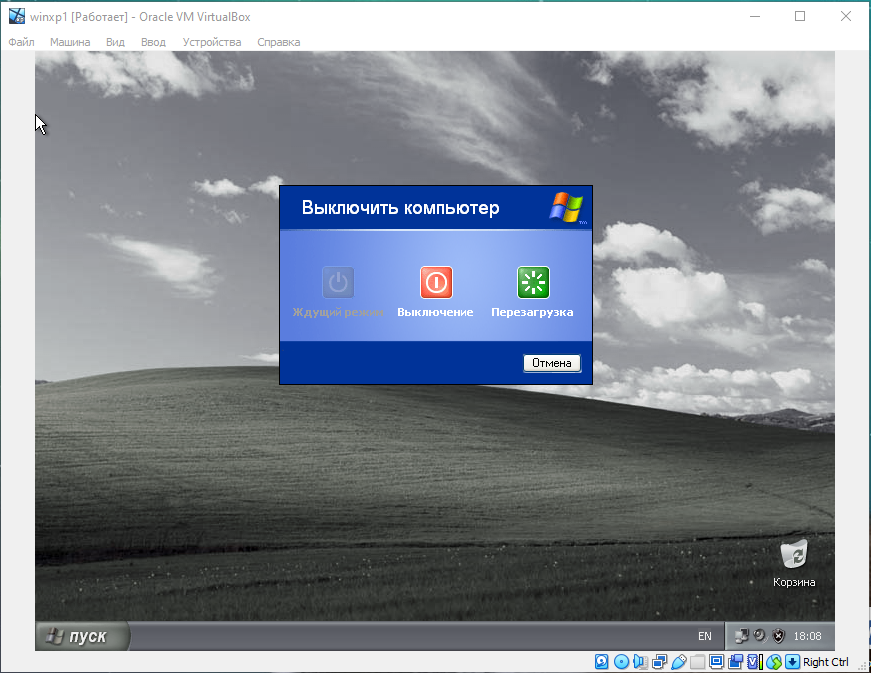 winxp1 [Работает] - Oracle VM VirtualBox
Файл Машина Вид Ввод Устройства Справка
Выключить компьютер
Ждущий режим Выключение Перезагрузка
Отмена
Корзина
пуск EN 18:08
Right Ctrl